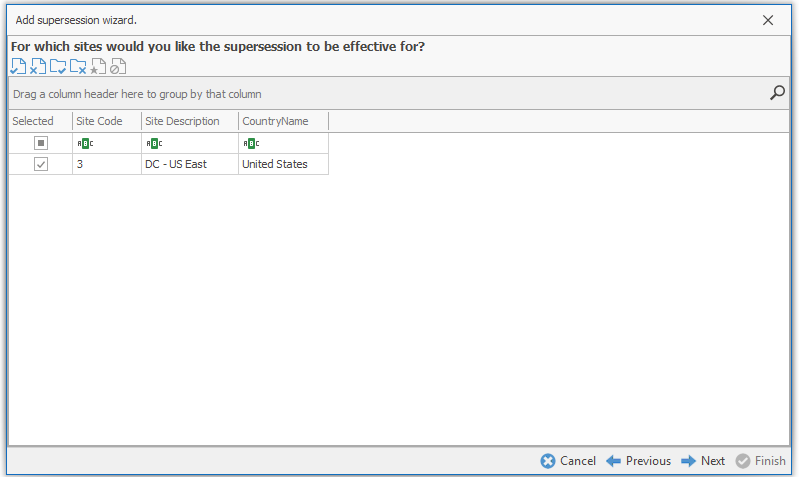 Add supersession wizard.
For which sites would you like the supersession to be effective for?
Drag a column header here to group by that column
Selected Site Code Site Description CountryName
ABC ABC ABC
3 DC - US East United States
Cancel Previous Next Finish